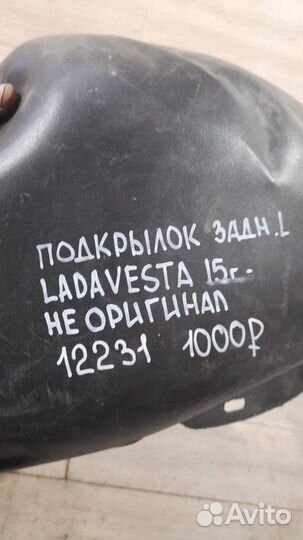 ПОДКРЫЛОК ЗАДН. L
LADAVESTA 15г.-
НЕ ОРИГИНАЛ
12231 1000₽
Avito